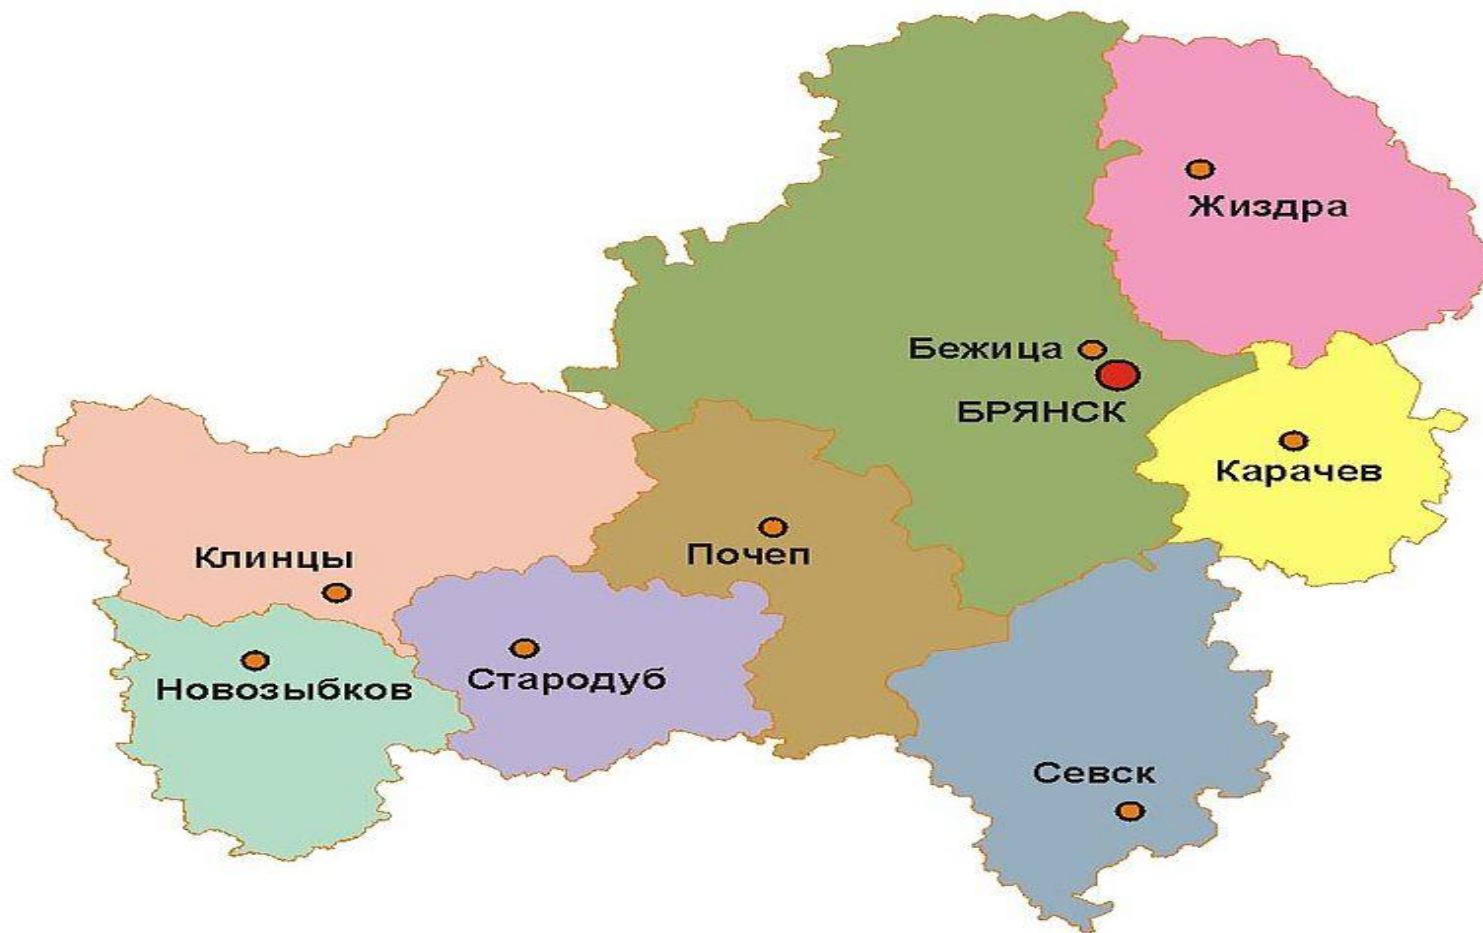 Жиздра
Бежица
БРЯНСК
Карачев
Клинцы
Почеп
Новозыбков
Стародуб
Севск